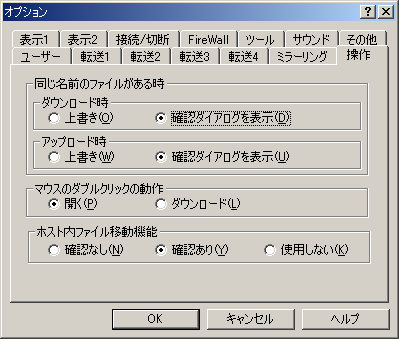 オプション
表示1 表示2 接続/切断 FireWall ツール サウンド その他
ユーザー 転送1 転送2 転送3 転送4 ミラーリング 操作
同じ名前のファイルがある時
ダウンロード時
上書き(O) 確認ダイアログを表示(D)
アップロード時
上書き(W) 確認ダイアログを表示(U)
マウスのダブルクリックの動作
開く(P) ダウンロード(L)
ホスト内ファイル移動機能
確認なし(N) 確認あり(Y) 使用しない(K)
OK キャンセル ヘルプ